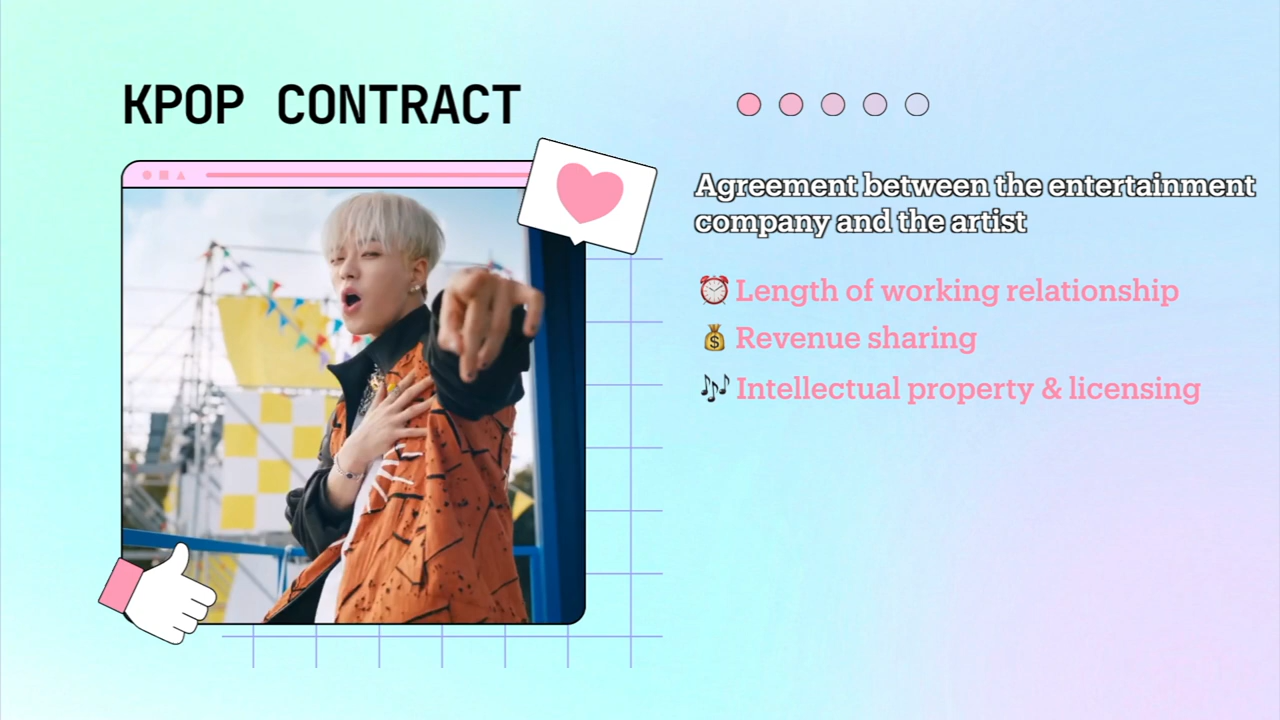 KPOP CONTRACT
Agreement between the entertainment
company and the artist
⏰ Length of working relationship
💰 Revenue sharing
🎶 Intellectual property & licensing